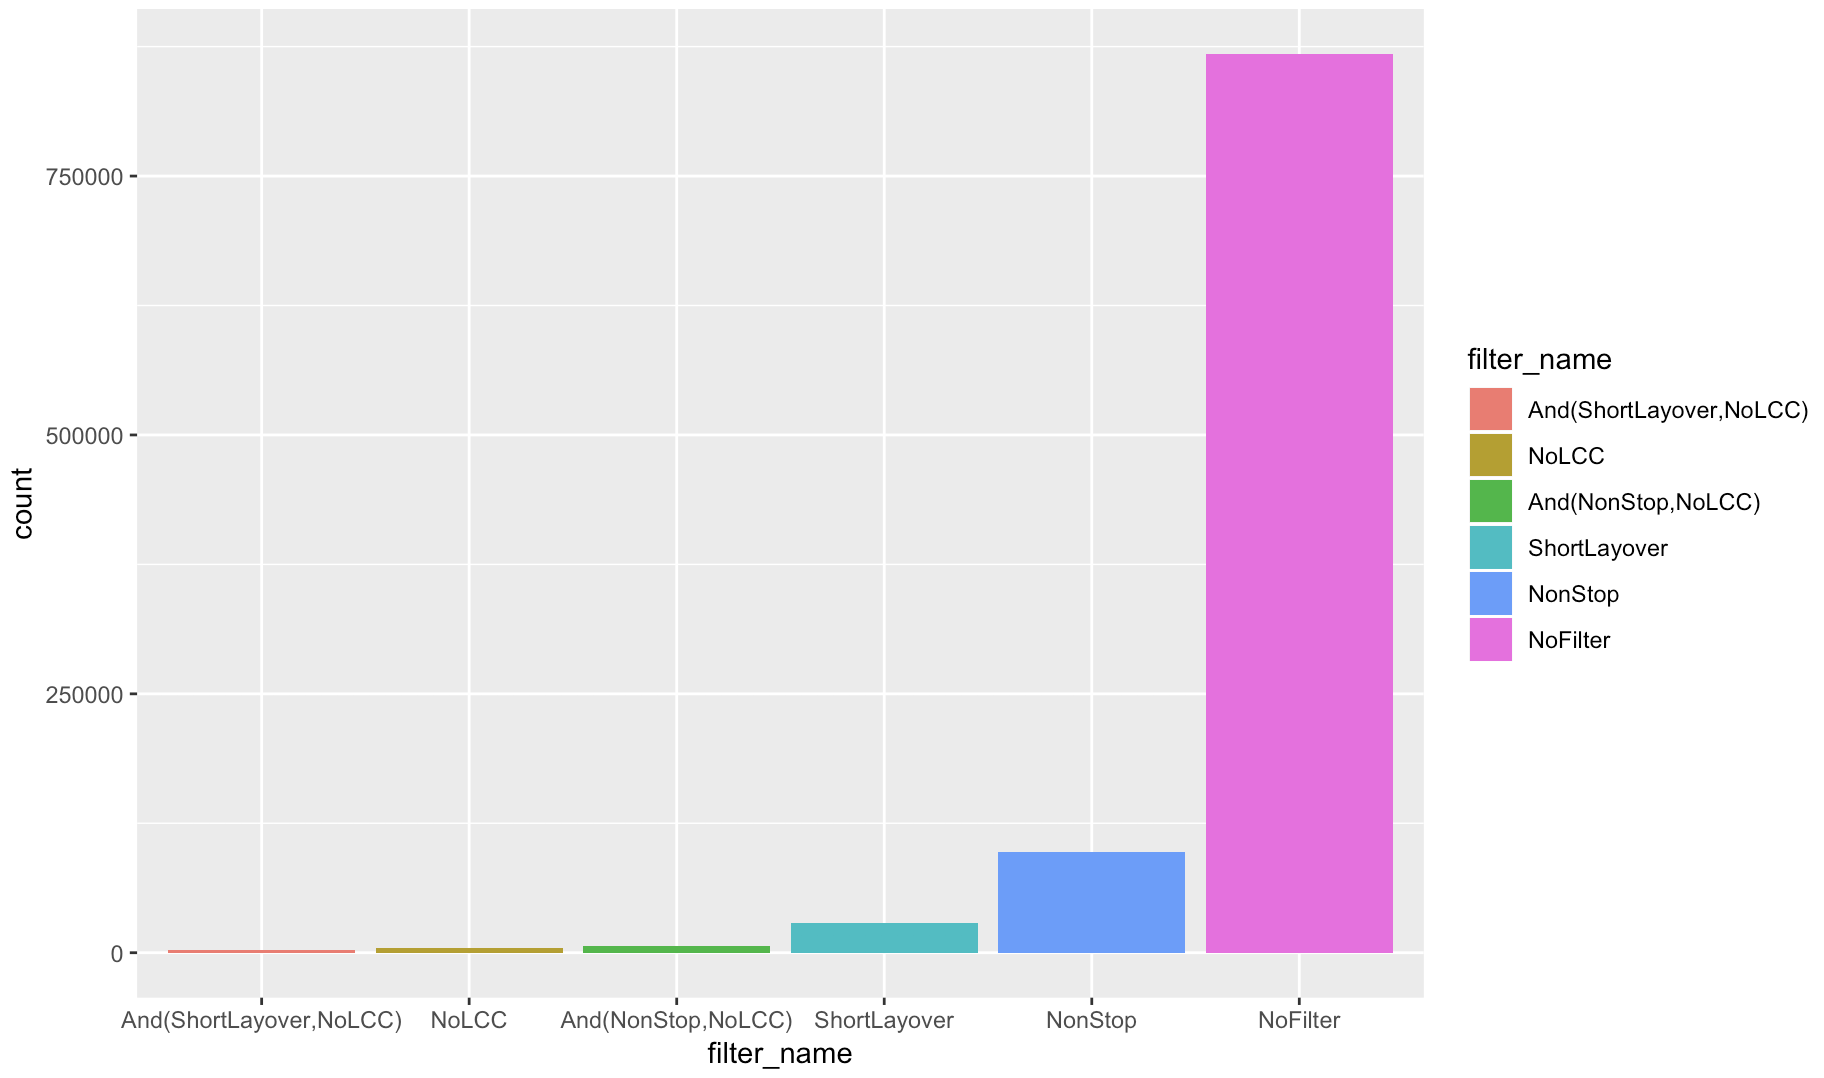 count
750000
500000
250000
0
And(ShortLayover,NoLCC) NoLCC And(NonStop,NoLCC) ShortLayover NonStop NoFilter
filter_name
filter_name
And(ShortLayover,NoLCC)
NoLCC
And(NonStop,NoLCC)
ShortLayover
NonStop
NoFilter